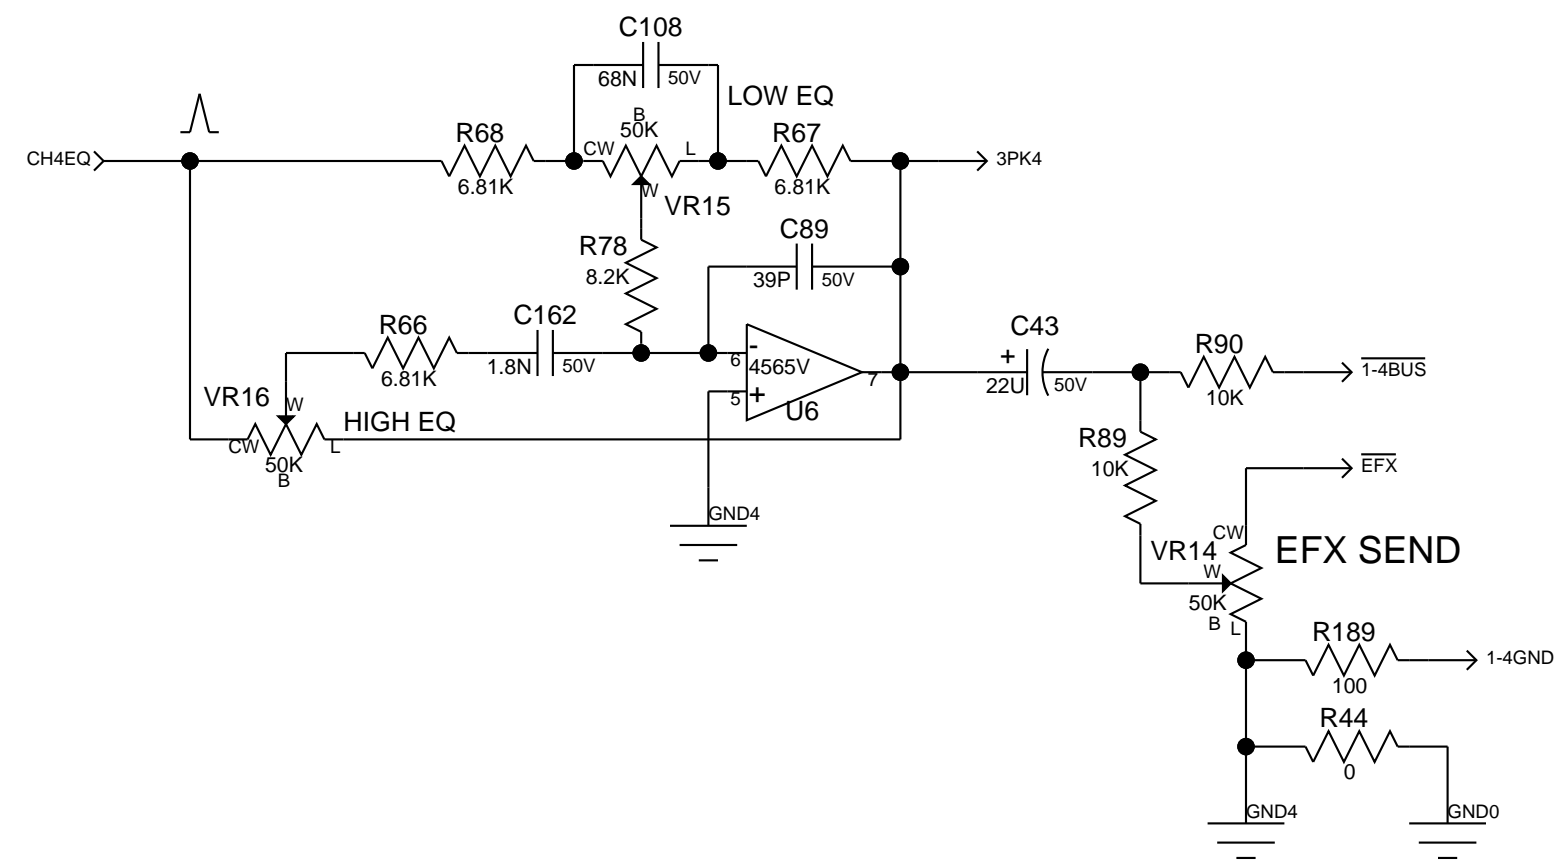 C108
68N
50V
LOW EQ
B
50K
R68
CW
L
R67
CH4EQ
3PK4
6.81K
6.81K
W
VR15
R78
8.2K
C89
39P
50V
C162
R66
1.8N
50V
6.81K
6
-
4565V
7
5
+
U6
C43
+
22U
50V
R90
10K
1-4BUS
VR16
W
HIGH EQ
CW
L
50K
B
R89
10K
EFX
GND4
CW
VR14
EFX SEND
W
50K
B
L
R189
1-4GND
100
R44
0
GND4
GND0